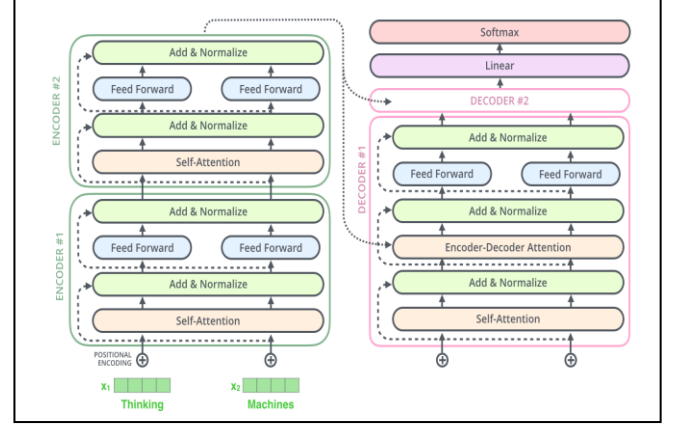 ENCODER #2
Add & Normalize
Feed Forward Feed Forward
Add & Normalize
Self-Attention
ENCODER #1
Add & Normalize
Feed Forward Feed Forward
Add & Normalize
Self-Attention
POSITIONAL
ENCODING
x1 x2
Thinking Machines
Softmax
Linear
DECODER #2
DECODER #1
Add & Normalize
Feed Forward Feed Forward
Add & Normalize
Encoder-Decoder Attention
Add & Normalize
Self-Attention